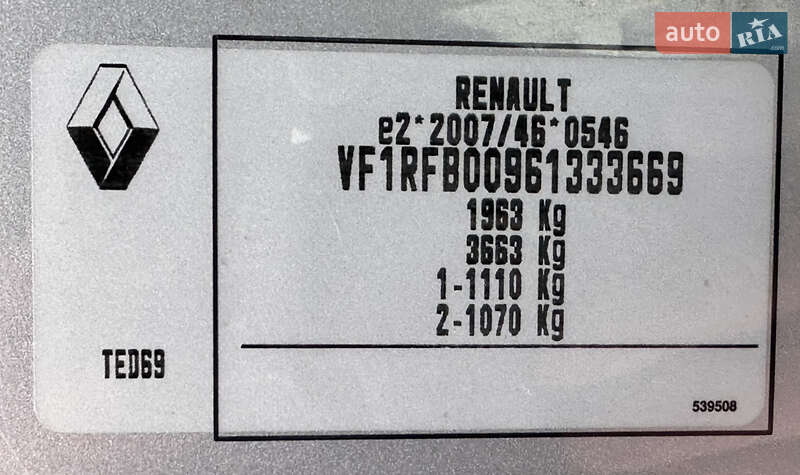 auto RIA.com
RENAULT
e2*2007/46*0546
VF1RFB00961333669
1963 Kg
3663 Kg
1-1110 Kg
2-1070 Kg
TED69
539508